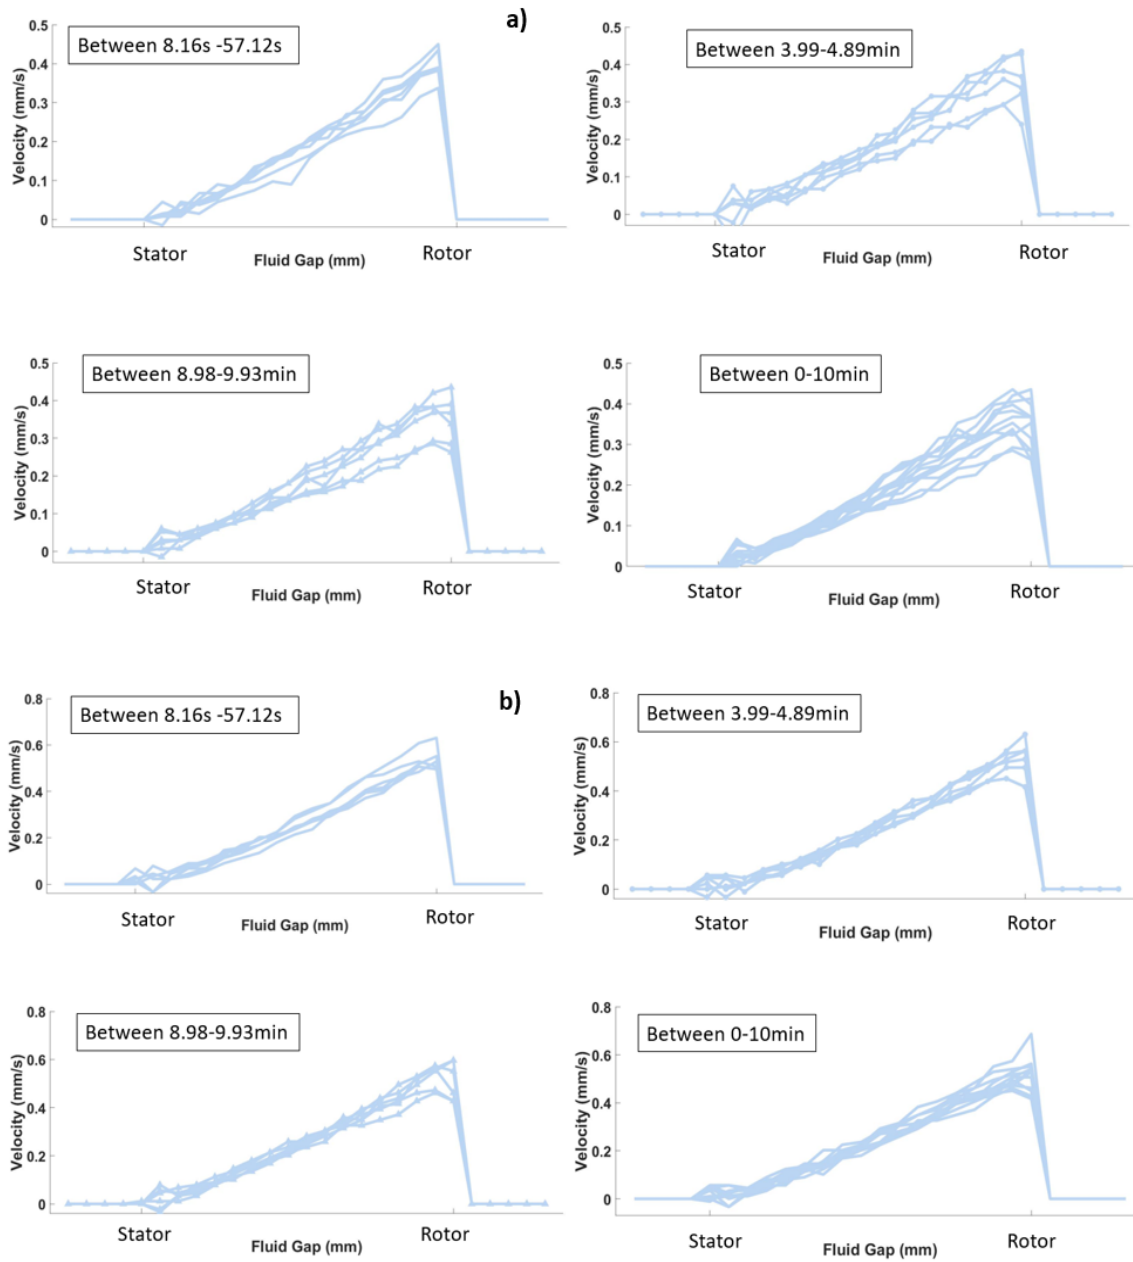 a)
Between 8.16s -57.12s
Velocity (mm/s)
0.5
0.4
0.3
0.2
0.1
0
Stator
Rotor
Fluid Gap (mm)
Between 3.99-4.89min
Velocity (mm/s)
0.5
0.4
0.3
0.2
0.1
0
Stator
Rotor
Fluid Gap (mm)
Between 8.98-9.93min
Velocity (mm/s)
0.5
0.4
0.3
0.2
0.1
0
Stator
Rotor
Fluid Gap (mm)
Between 0-10min
Velocity (mm/s)
0.5
0.4
0.3
0.2
0.1
0
Stator
Rotor
Fluid Gap (mm)
b)
Between 8.16s -57.12s
Velocity (mm/s)
0.8
0.6
0.4
0.2
0
Stator
Rotor
Fluid Gap (mm)
Between 3.99-4.89min
Velocity (mm/s)
0.8
0.6
0.4
0.2
0
Stator
Rotor
Fluid Gap (mm)
Between 8.98-9.93min
Velocity (mm/s)
0.8
0.6
0.4
0.2
0
Stator
Rotor
Fluid Gap (mm)
Between 0-10min
Velocity (mm/s)
0.8
0.6
0.4
0.2
0
Stator
Rotor
Fluid Gap (mm)